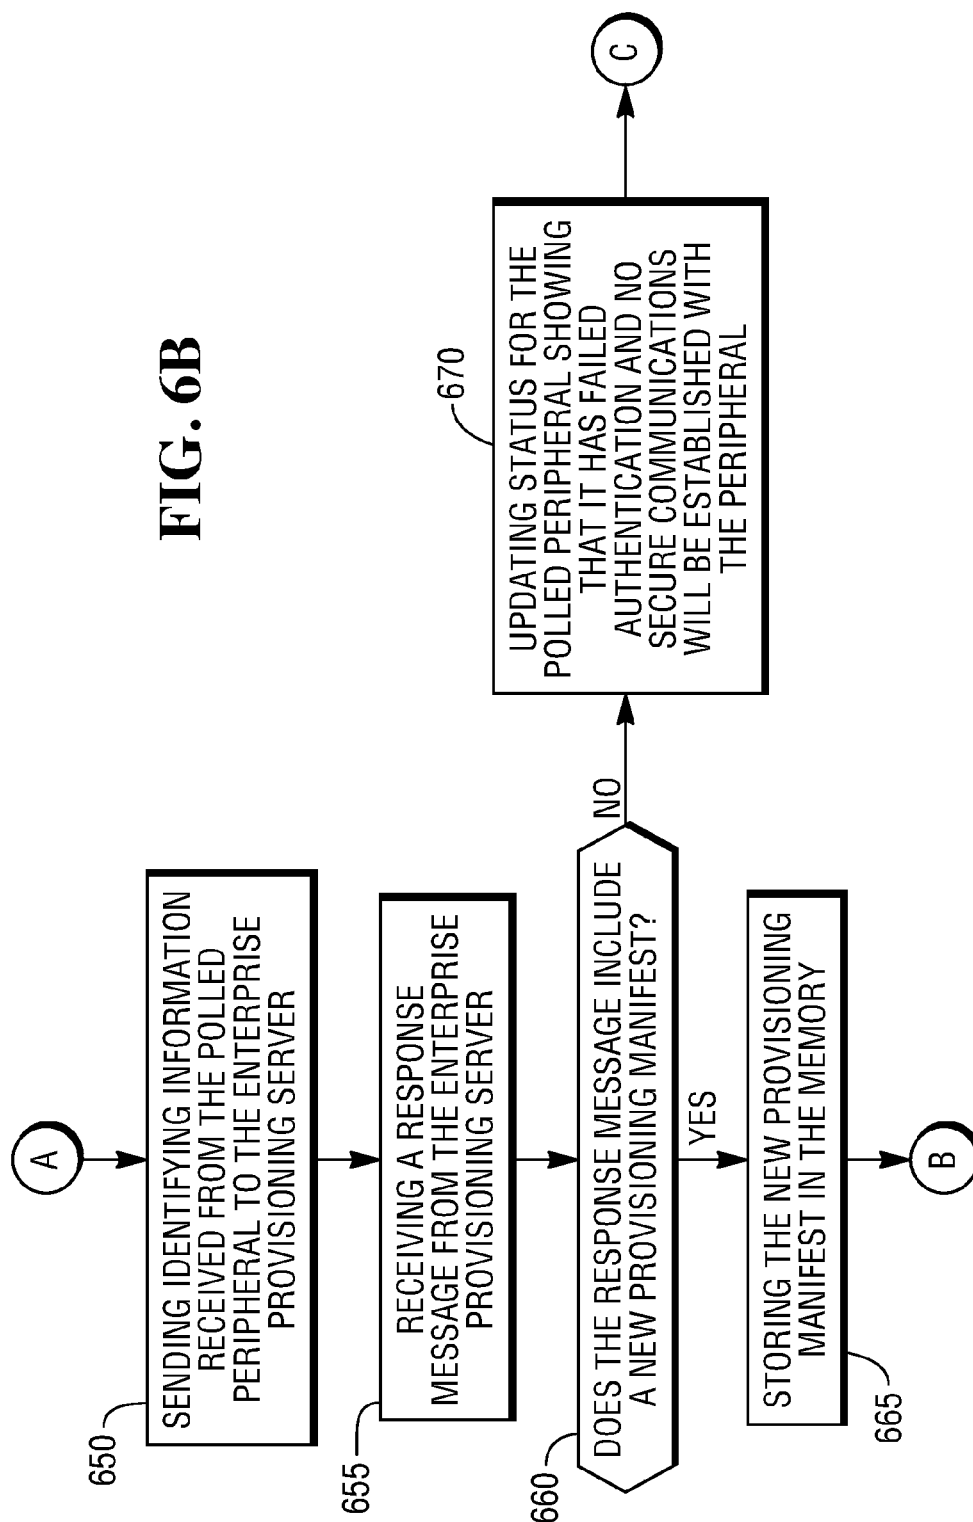 FIG. 6B
A
650
SENDING IDENTIFYING INFORMATION
RECEIVED FROM THE POLLED
PERIPHERAL TO THE ENTERPRISE
PROVISIONING SERVER
655
RECEIVING A RESPONSE
MESSAGE FROM THE ENTERPRISE
PROVISIONING SERVER
660
DOES THE RESPONSE MESSAGE INCLUDE
A NEW PROVISIONING MANIFEST?
NO
YES
670
UPDATING STATUS FOR THE
POLLED PERIPHERAL SHOWING
THAT IT HAS FAILED
AUTHENTICATION AND NO
SECURE COMMUNICATIONS
WILL BE ESTABLISHED WITH
THE PERIPHERAL
C
665
STORING THE NEW PROVISIONING
MANIFEST IN THE MEMORY
B